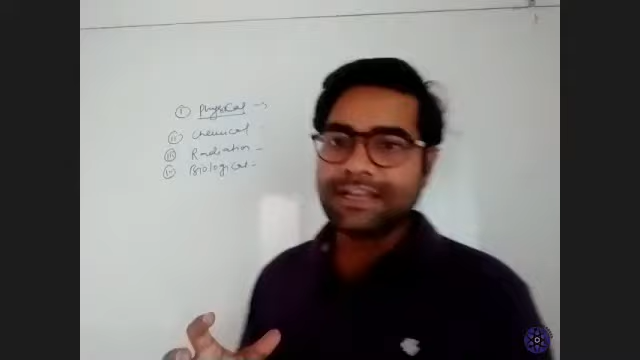 (i) Physical →
(ii) Chemical
(iii) Radiation -
(iv) Biological -